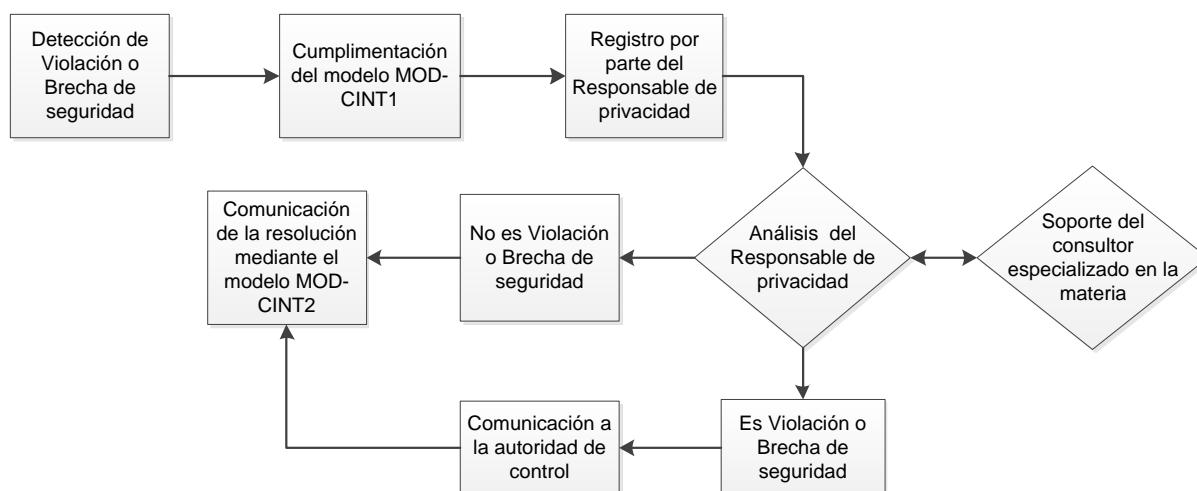 Detección de
Violación o
Brecha de
seguridad
Cumplimentación
del modelo MOD-
CINT1
Registro por
parte del
Responsable de
privacidad
Comunicación
de la resolución
mediante el
modelo MOD-
CINT2
No es Violación
o Brecha de
seguridad
Análisis del
Responsable de
privacidad
Soporte del
consultor
especializado en la
materia
Comunicación a
la autoridad de
control
Es Violación o
Brecha de
seguridad